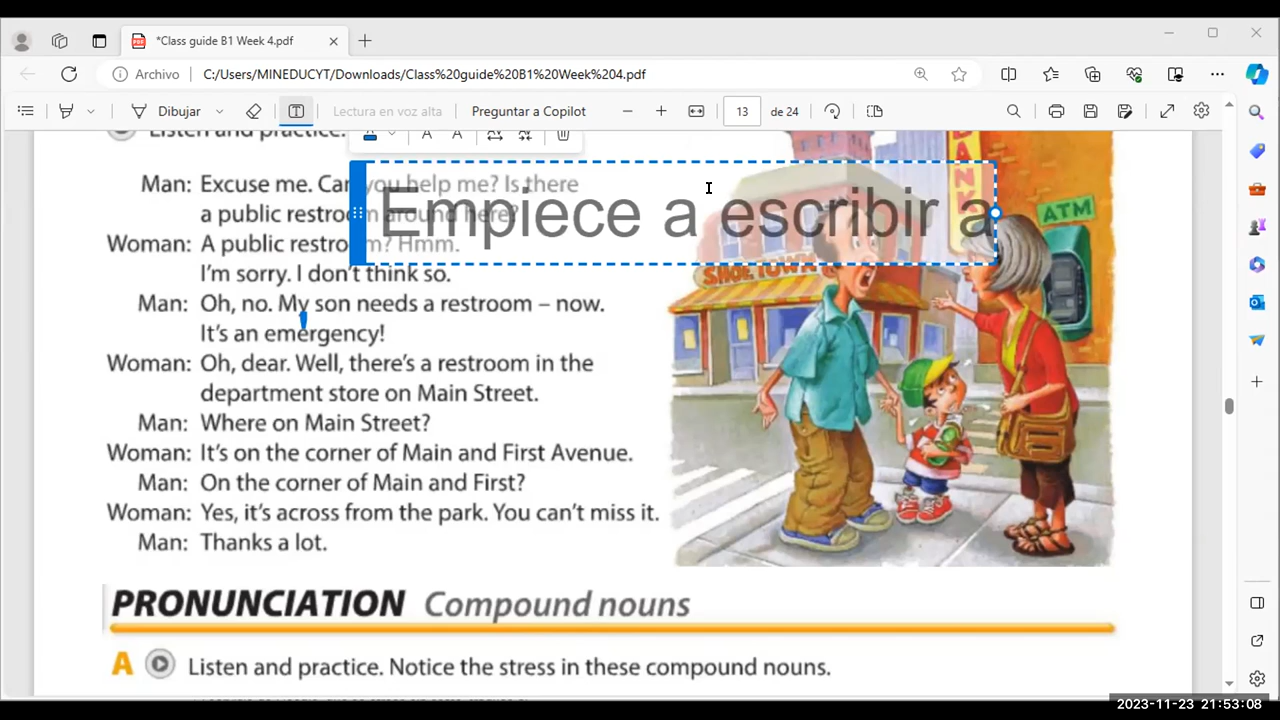 *Class guide B1 Week 4.pdf
Archivo C:/Users/MINEDUCYT/Downloads/Class%20guide%20B1%20Week%204.pdf
Dibujar Lectura en voz alta Preguntar a Copilot 13 de 24
Listen and practice.
Man: Excuse me. Can you help me? Is there
a public restroom around here?
Empiece a escribir a
Woman: A public restroom? Hmm.
I'm sorry. I don't think so.
Man: Oh, no. My son needs a restroom – now.
It's an emergency!
Woman: Oh, dear. Well, there's a restroom in the
department store on Main Street.
Man: Where on Main Street?
Woman: It's on the corner of Main and First Avenue.
Man: On the corner of Main and First?
Woman: Yes, it's across from the park. You can't miss it.
Man: Thanks a lot.
BANK
ATM
SHOE TOWN
PRONUNCIATION Compound nouns
A Listen and practice. Notice the stress in these compound nouns.
2023-11-23 21:53:08